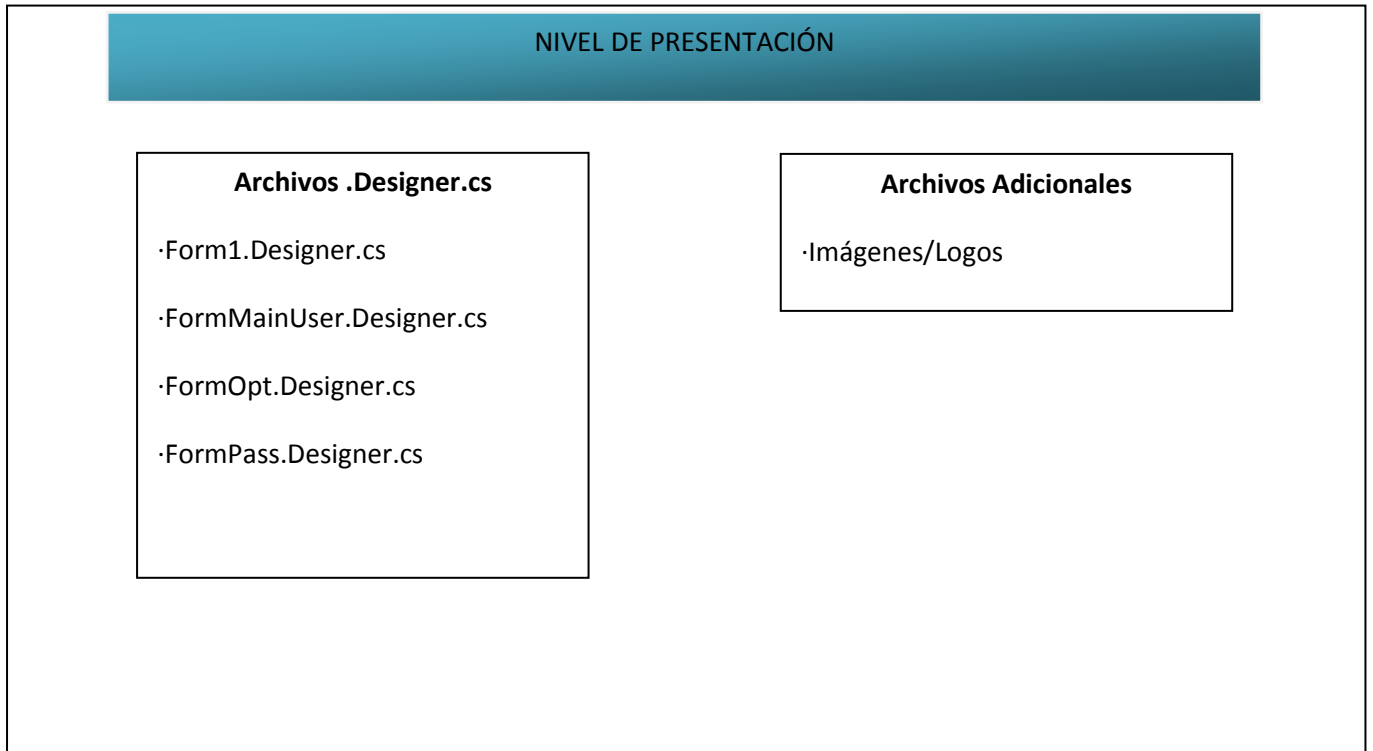 NIVEL DE PRESENTACIÓN
Archivos .Designer.cs
·Form1.Designer.cs
·FormMainUser.Designer.cs
·FormOpt.Designer.cs
·FormPass.Designer.cs
Archivos Adicionales
·Imágenes/Logos